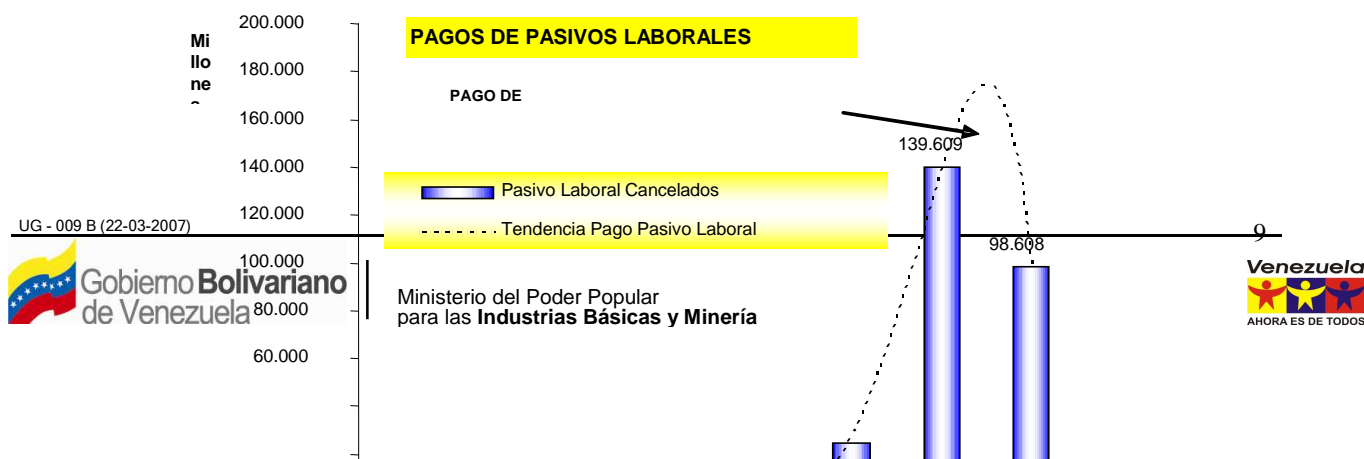 200.000
PAGOS DE PASIVOS LABORALES
Mi
llo
ne
180.000
PAGO DE
160.000
139.609
140.000
Pasivo Laboral Cancelados
120.000
UG - 009 B (22-03-2007)
Tendencia Pago Pasivo Laboral
9
98.608
100.000
Gobierno Bolivariano
de Venezuela
Ministerio del Poder Popular
para las Industrias Básicas y Minería
Venezuela
AHORA ES DE TODOS
80.000
60.000